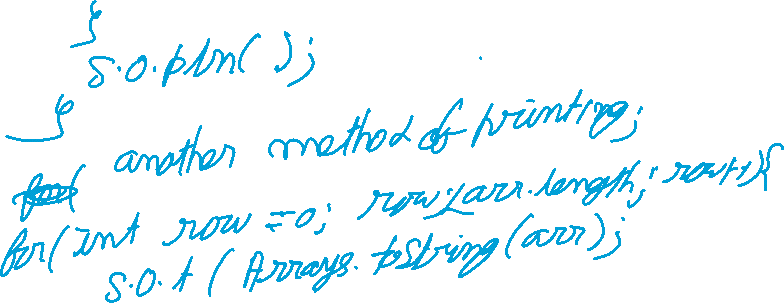 }
S.O.pln( );
}
another method of printing;
for(int row =0; row<arr.length; row++){
S.O.t (Arrays.toString(arr);